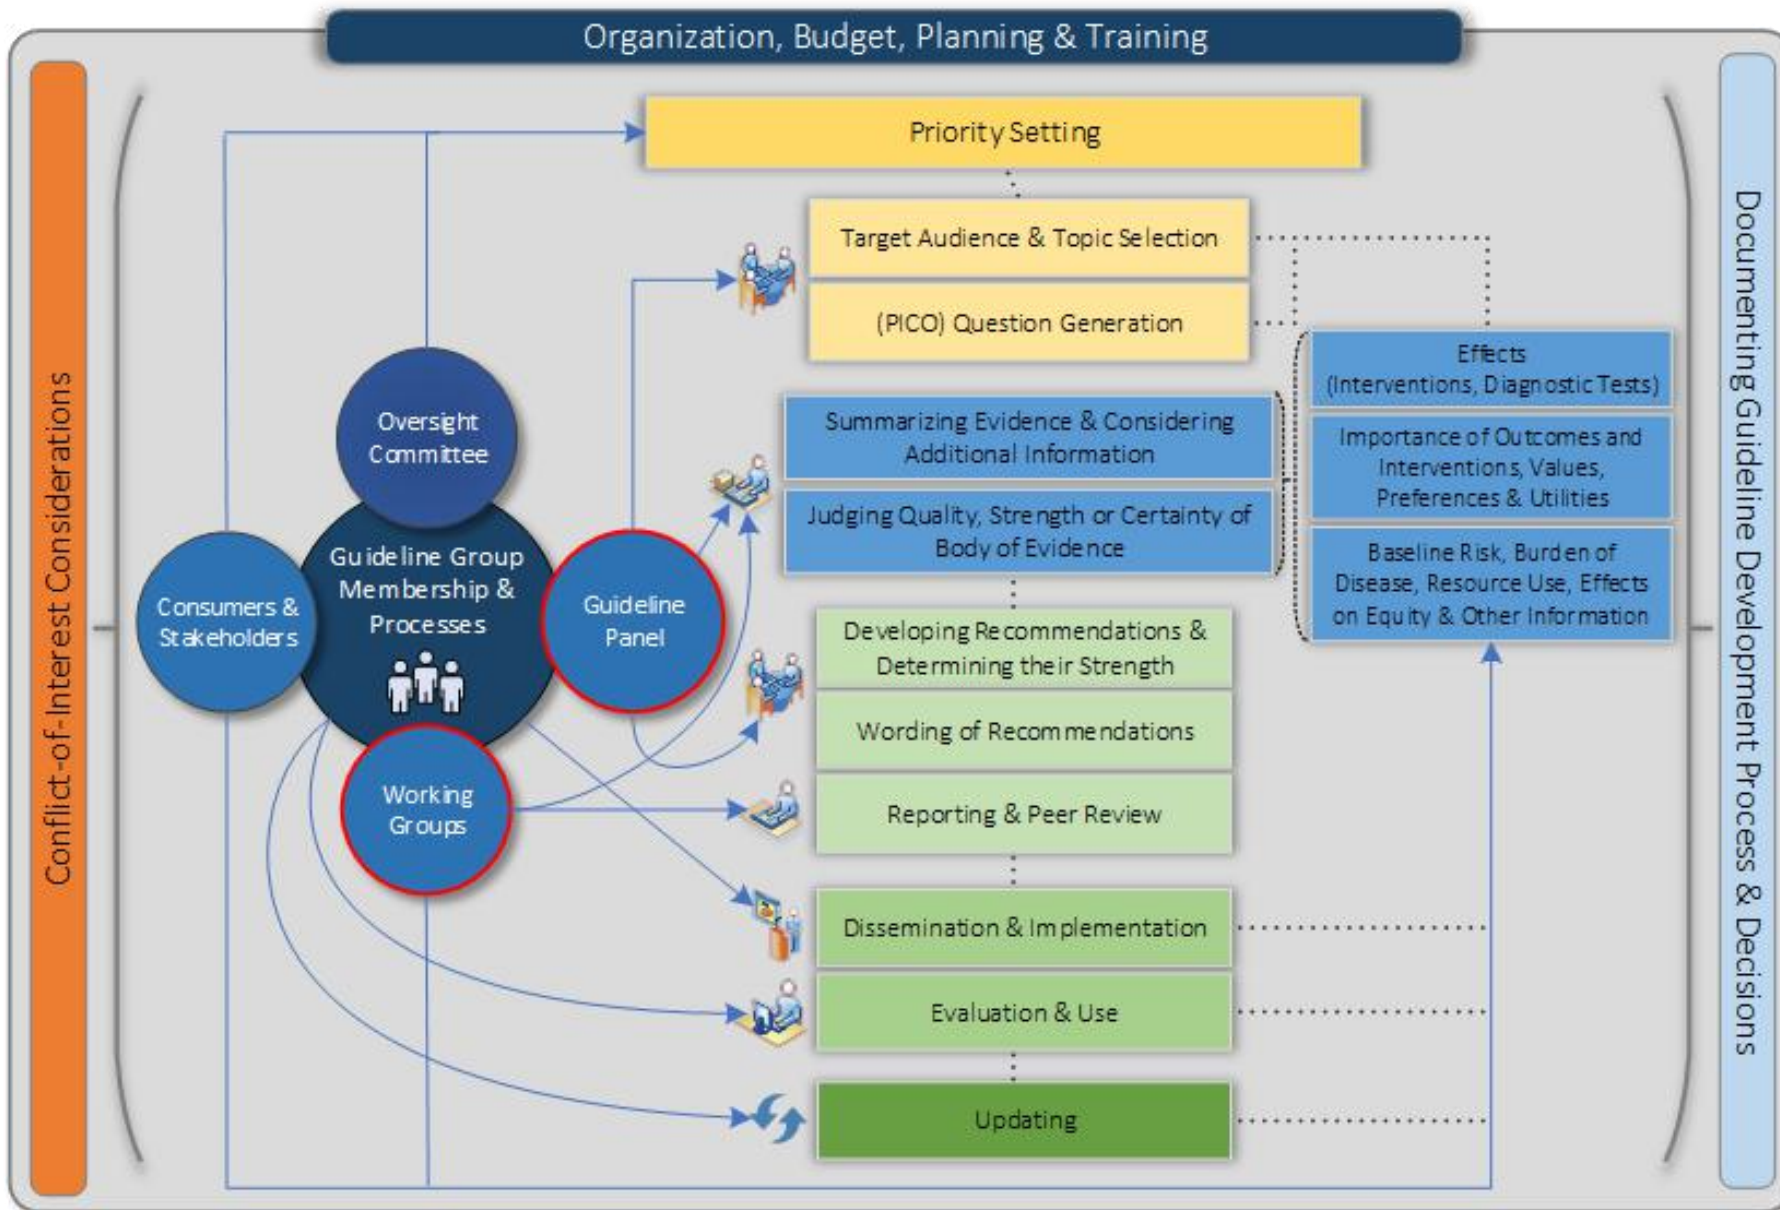 Organization, Budget, Planning & Training
Conflict-of-Interest Considerations
Priority Setting
Target Audience & Topic Selection
(PICO) Question Generation
Effects
(Interventions, Diagnostic Tests)
Importance of Outcomes and
Interventions, Values,
Preferences & Utilities
Baseline Risk, Burden of
Disease, Resource Use, Effects
on Equity & Other Information
Oversight
Committee
Guideline Group
Membership &
Processes
Consumers &
Stakeholders
Guideline
Panel
Working
Groups
Summarizing Evidence & Considering
Additional Information
Judging Quality, Strength or Certainty of
Body of Evidence
Developing Recommendations &
Determining their Strength
Wording of Recommendations
Reporting & Peer Review
Dissemination & Implementation
Evaluation & Use
Updating
Documenting Guideline Development Process & Decisions